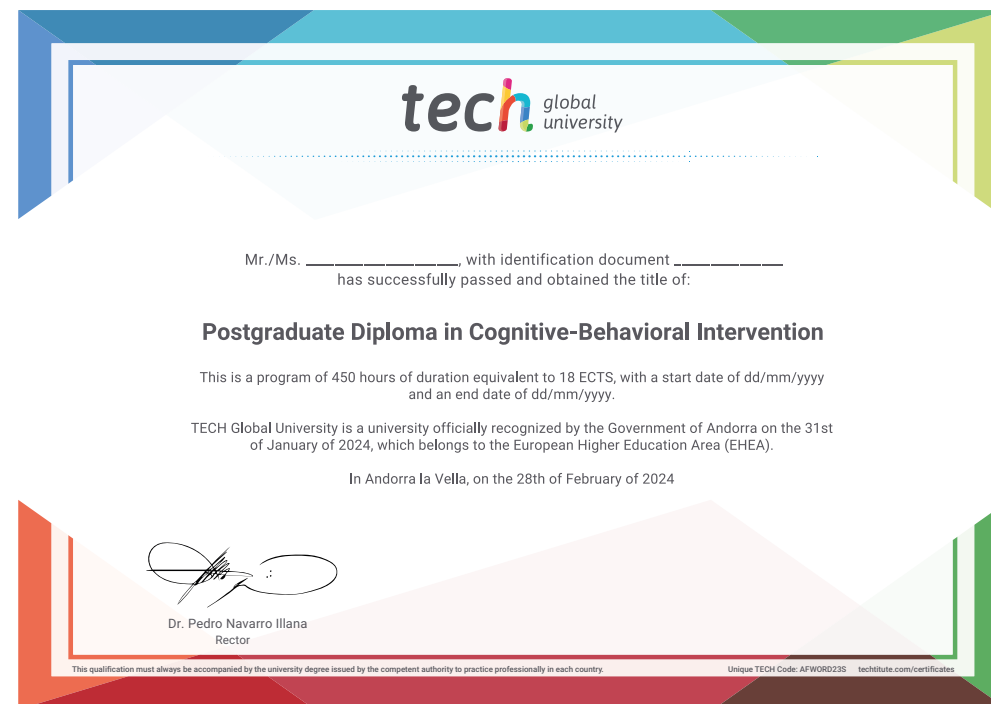 tech global university
Mr./Ms. ____________________, with identification document ______________
has successfully passed and obtained the title of:
Postgraduate Diploma in Cognitive-Behavioral Intervention
This is a program of 450 hours of duration equivalent to 18 ECTS, with a start date of dd/mm/yyyy
and an end date of dd/mm/yyyy.
TECH Global University is a university officially recognized by the Government of Andorra on the 31st
of January of 2024, which belongs to the European Higher Education Area (EHEA).
In Andorra la Vella, on the 28th of February of 2024
Dr. Pedro Navarro Illana
Rector
This qualification must always be accompanied by the university degree issued by the competent authority to practice professionally in each country. Unique TECH Code: AFWORD23S techtitute.com/certificates